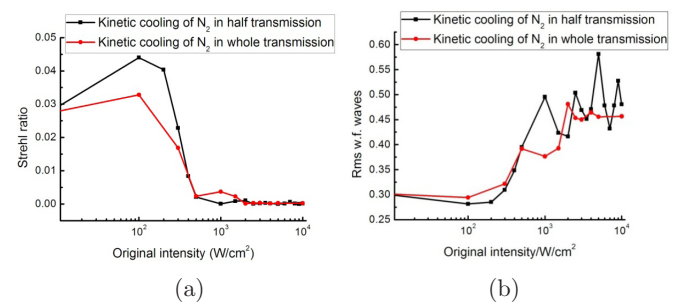 (a)
Kinetic cooling of N2 in half transmission
Kinetic cooling of N2 in whole transmission
0.05
0.04
0.03
0.02
0.01
0.00
Strehl ratio
10^2
10^3
10^4
Original intensity (W/cm^2)
(a)
(b)
Kinetic cooling of N2 in half transmission
Kinetic cooling of N2 in whole transmission
0.60
0.55
0.50
0.45
0.40
0.35
0.30
0.25
Rms w.f. waves
10^2
10^3
10^4
Original intensity/W/cm^2
(b)